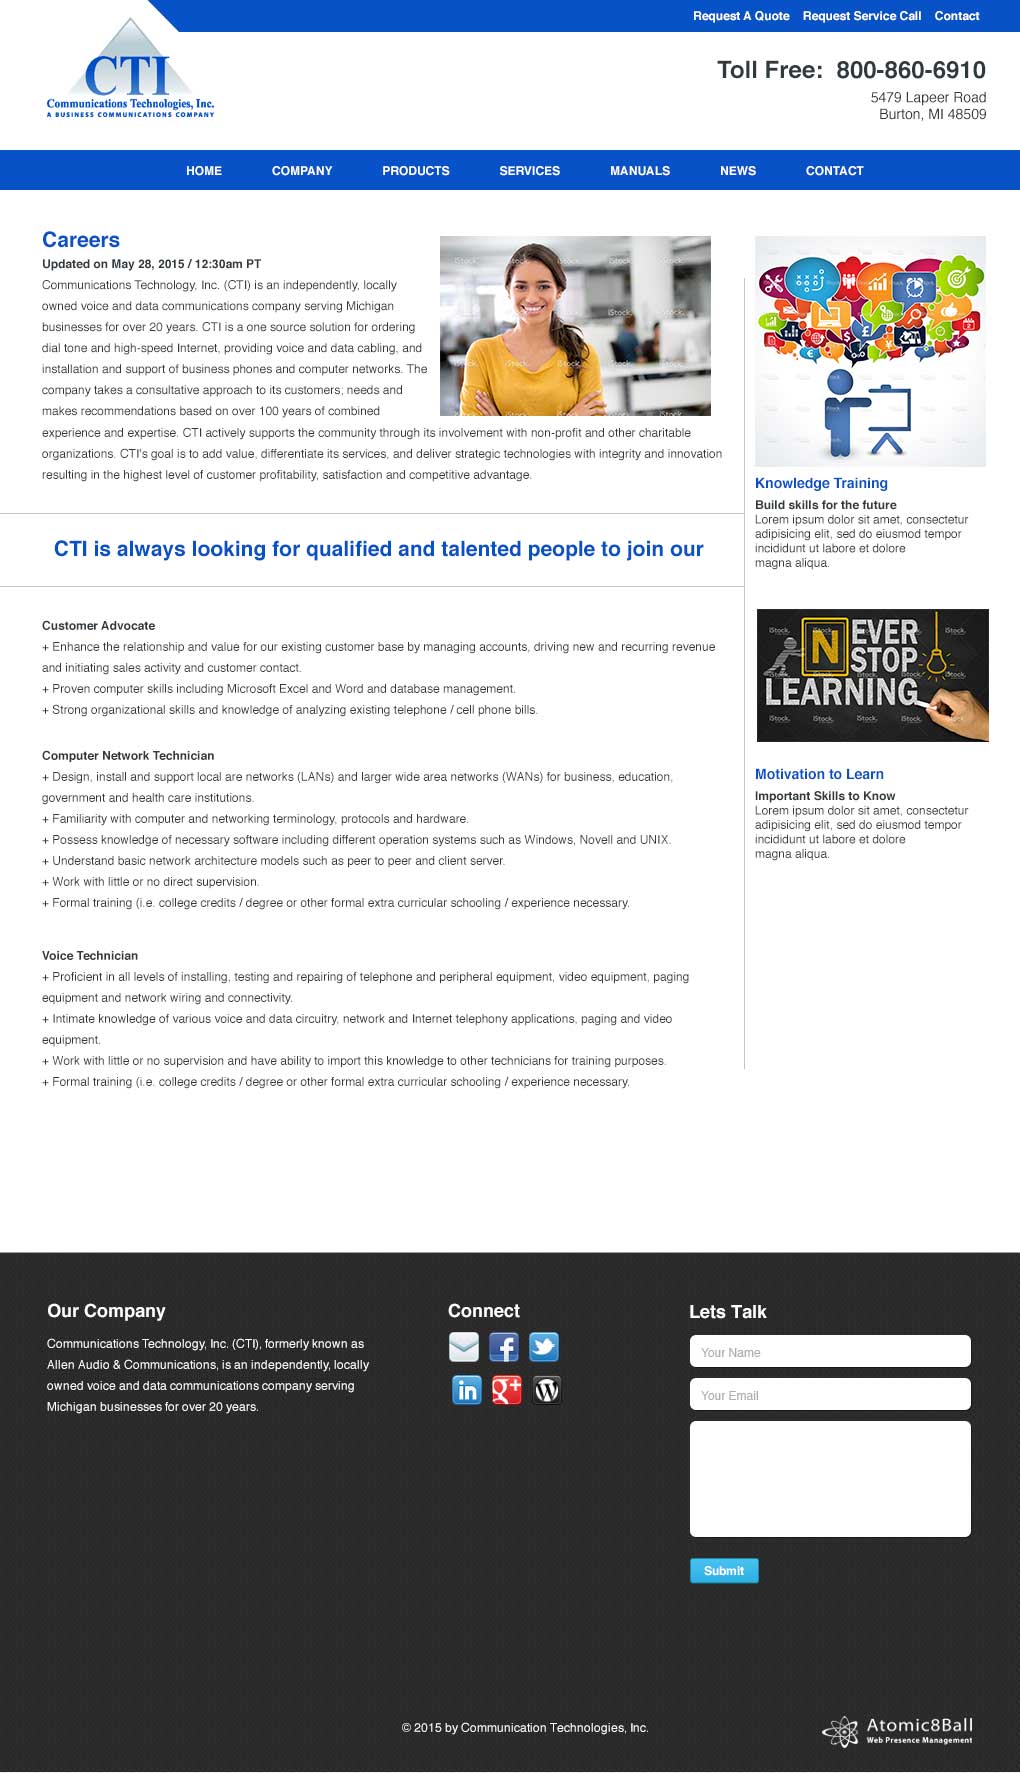 Request A Quote Request Service Call Contact
CTI
Communications Technologies, Inc.
A BUSINESS COMMUNICATIONS COMPANY
Toll Free: 800-860-6910
5479 Lapeer Road
Burton, MI 48509
HOME COMPANY PRODUCTS SERVICES MANUALS NEWS CONTACT
Careers
Updated on May 28, 2015 / 12:30am PT
Communications Technology, Inc. (CTI) is an independently, locally
owned voice and data communications company serving Michigan
businesses for over 20 years. CTI is a one source solution for ordering
dial tone and high-speed Internet, providing voice and data cabling, and
installation and support of business phones and computer networks. The
company takes a consultative approach to its customers; needs and
makes recommendations based on over 100 years of combined
experience and expertise. CTI actively supports the community through its involvement with non-profit and other charitable
organizations. CTI's goal is to add value, differentiate its services, and deliver strategic technologies with integrity and innovation
resulting in the highest level of customer profitability, satisfaction and competitive advantage.
CTI is always looking for qualified and talented people to join our
Customer Advocate
+ Enhance the relationship and value for our existing customer base by managing accounts, driving new and recurring revenue
and initiating sales activity and customer contact.
+ Proven computer skills including Microsoft Excel and Word and database management.
+ Strong organizational skills and knowledge of analyzing existing telephone / cell phone bills.
Computer Network Technician
+ Design, install and support local are networks (LANs) and larger wide area networks (WANs) for business, education,
government and health care institutions.
+ Familiarity with computer and networking terminology, protocols and hardware.
+ Possess knowledge of necessary software including different operation systems such as Windows, Novell and UNIX.
+ Understand basic network architecture models such as peer to peer and client server.
+ Work with little or no direct supervision.
+ Formal training (i.e. college credits / degree or other formal extra curricular schooling / experience necessary.
Voice Technician
+ Proficient in all levels of installing, testing and repairing of telephone and peripheral equipment, video equipment, paging
equipment and network wiring and connectivity.
+ Intimate knowledge of various voice and data circuitry, network and Internet telephony applications, paging and video
equipment.
+ Work with little or no supervision and have ability to import this knowledge to other technicians for training purposes.
+ Formal training (i.e. college credits / degree or other formal extra curricular schooling / experience necessary.
Knowledge Training
Build skills for the future
Lorem ipsum dolor sit amet, consectetur
adipisicing elit, sed do eiusmod tempor
incididunt ut labore et dolore
magna aliqua.
NEVER
STOP
LEARNING
Motivation to Learn
Important Skills to Know
Lorem ipsum dolor sit amet, consectetur
adipisicing elit, sed do eiusmod tempor
incididunt ut labore et dolore
magna aliqua.
Our Company
Communications Technology, Inc. (CTI), formerly known as
Allen Audio & Communications, is an independently, locally
owned voice and data communications company serving
Michigan businesses for over 20 years.
Connect
Lets Talk
Your Name
Your Email
Submit
© 2015 by Communication Technologies, Inc.
Atomic8Ball
Web Presence Management